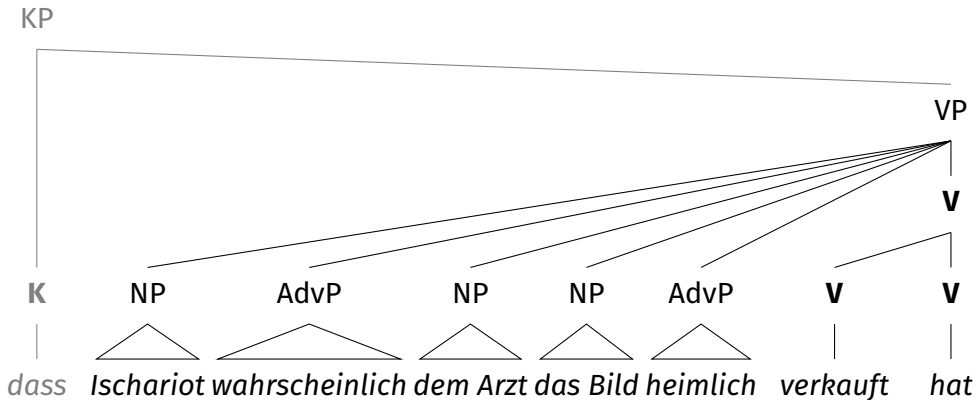 KP
VP
V
K NP AdvP NP NP AdvP V V
dass Ischariot wahrscheinlich dem Arzt das Bild heimlich verkauft hat